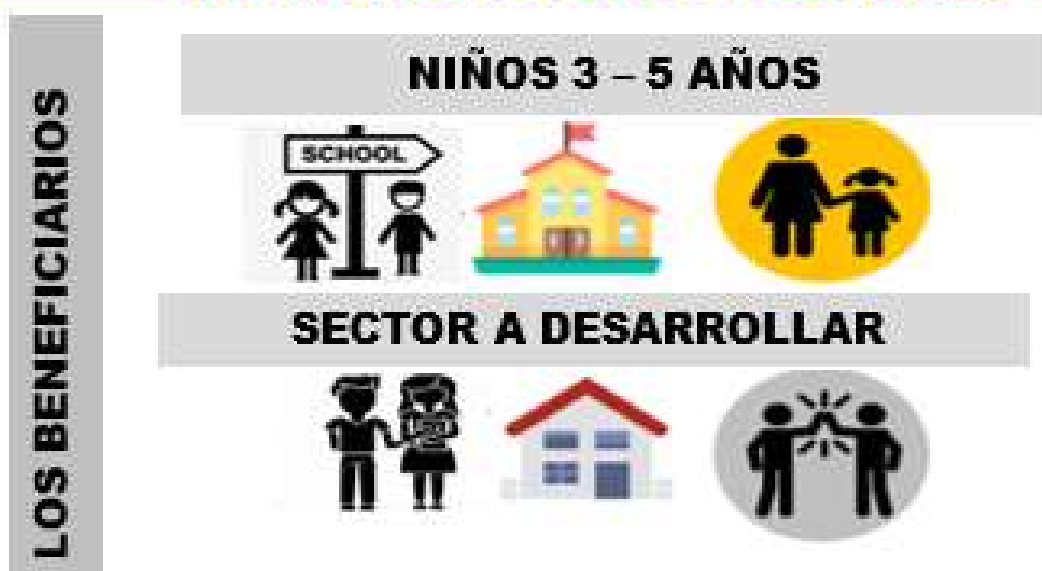 LOS BENEFICIARIOS
NIÑOS 3 – 5 AÑOS
SCHOOL
SECTOR A DESARROLLAR